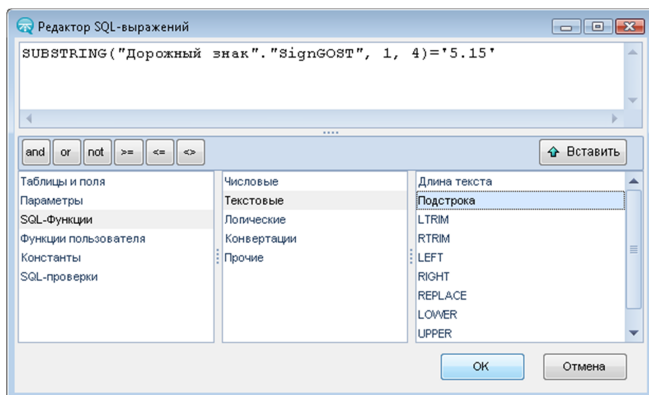 Редактор SQL-выражений
SUBSTRING("Дорожный знак"."SignGOST", 1, 4)='5.15'
and or not >= <= <> Вставить
Таблицы и поля
Параметры
SQL-Функции
Функции пользователя
Константы
SQL-проверки
Числовые
Текстовые
Логические
Конвертации
Прочие
Длина текста
Подстрока
LTRIM
RTRIM
LEFT
RIGHT
REPLACE
LOWER
UPPER
OK Отмена